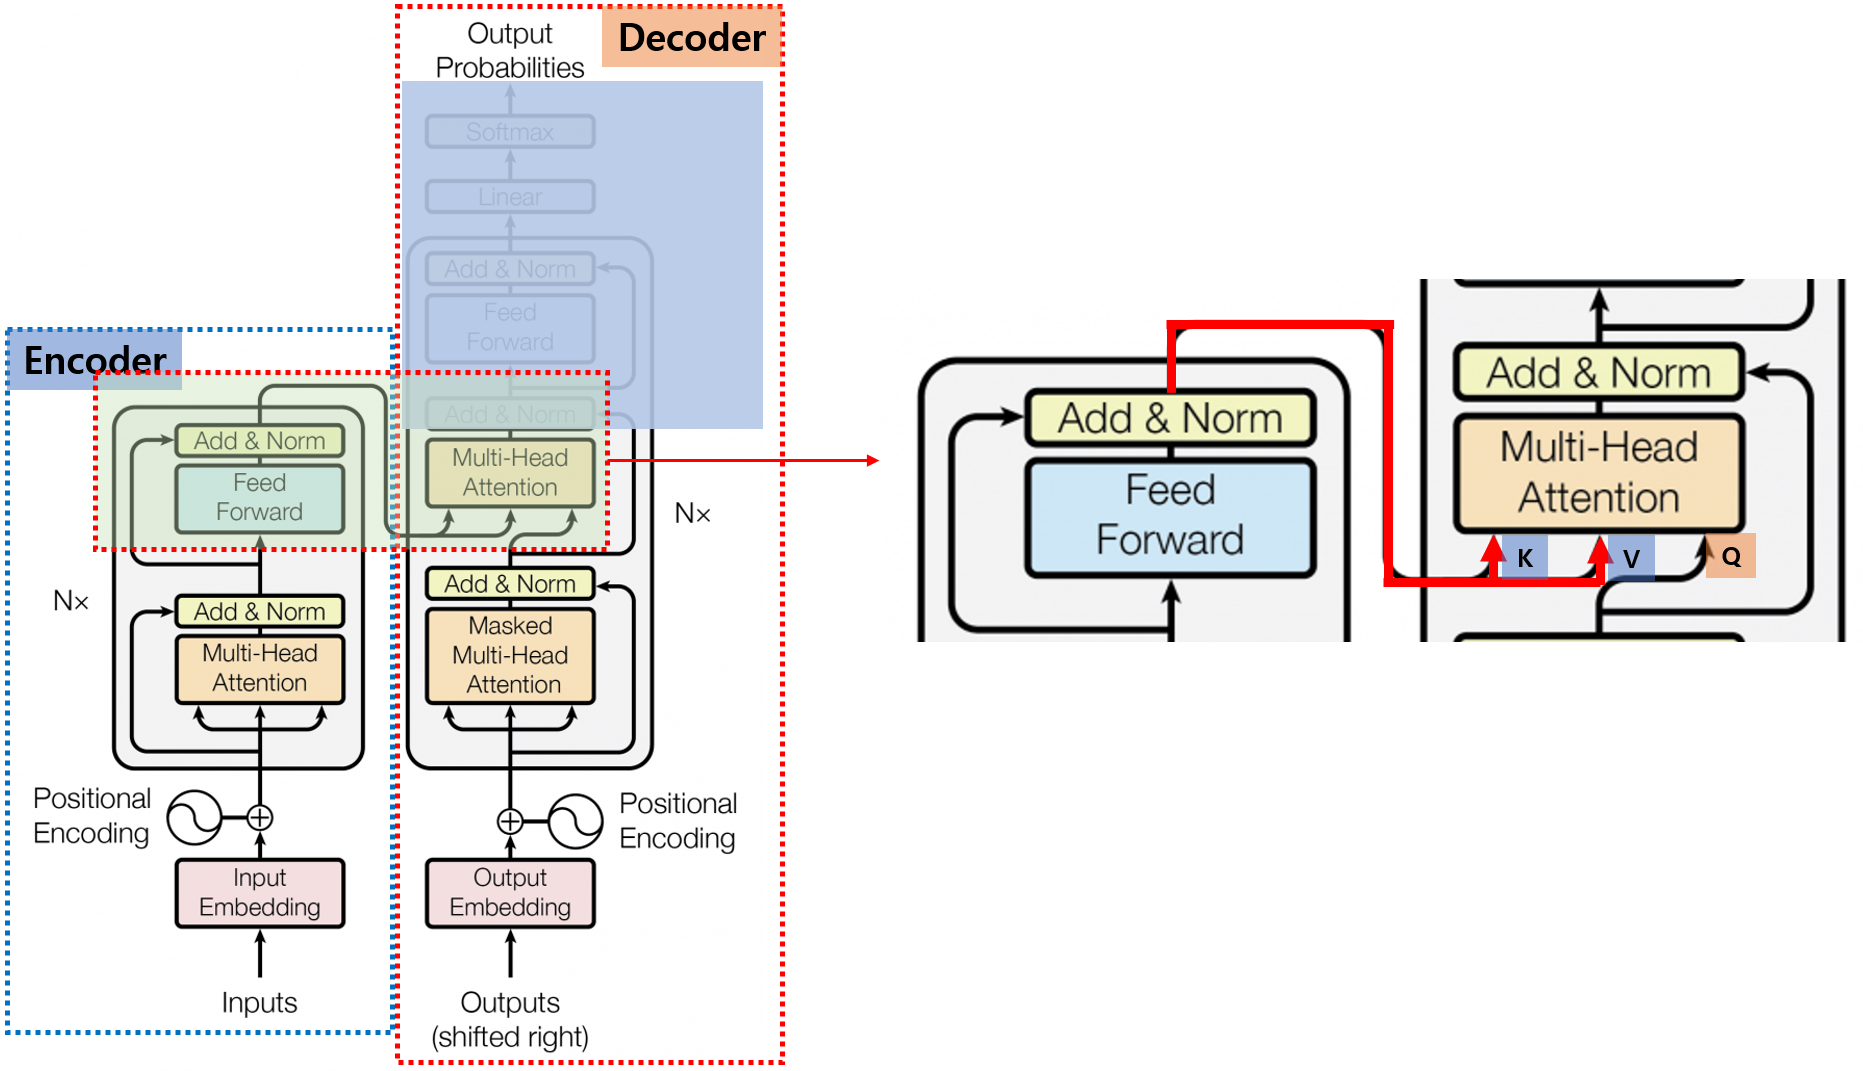 Output
Probabilities
Decoder
Softmax
Linear
Add & Norm
Feed
Forward
Add & Norm
Multi-Head
Attention
N×
Add & Norm
Masked
Multi-Head
Attention
Positional
Encoding
Output
Embedding
Outputs
(shifted right)
Encoder
Add & Norm
Feed
Forward
N×
Add & Norm
Multi-Head
Attention
Positional
Encoding
Input
Embedding
Inputs
Add & Norm
Feed
Forward
Add & Norm
Multi-Head
Attention
K
V
Q